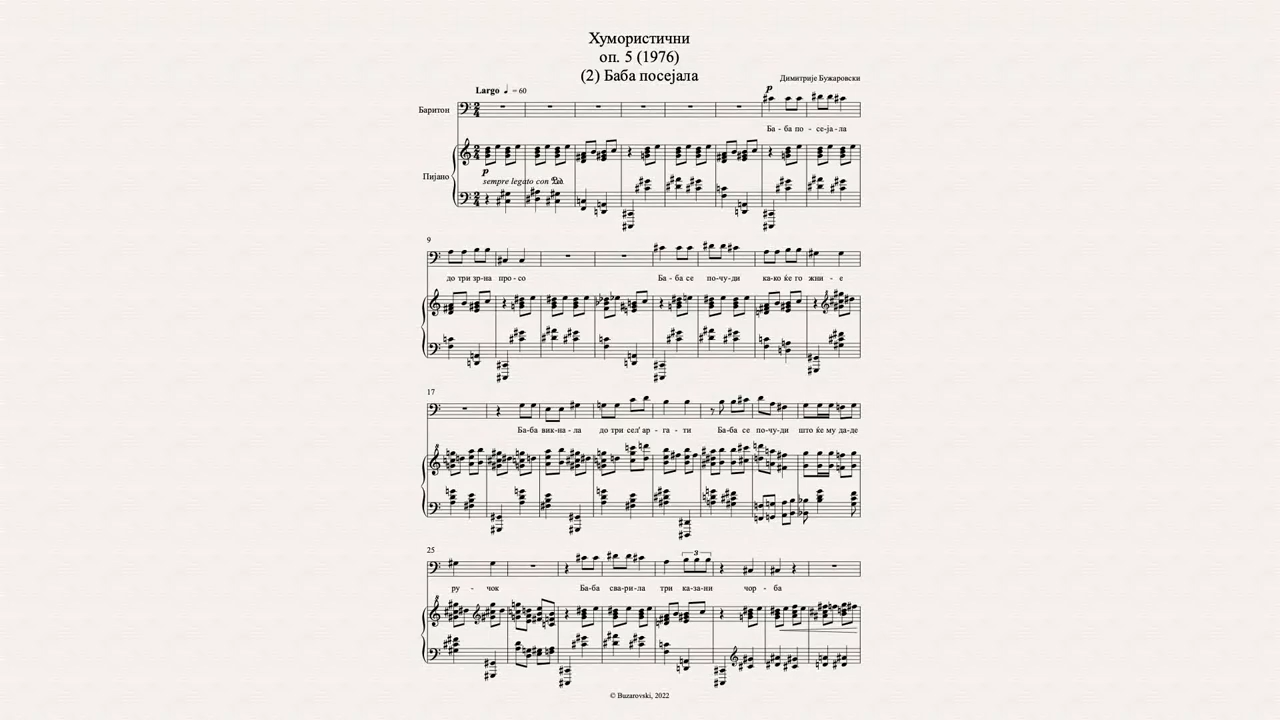 Хумористични
оп. 5 (1976)
(2) Баба посејала
Димитрије Бужаровски
Largo ♩ = 60
p
Баритон
Ба - ба по - се-ја - ла
Пијано
p
sempre legato con Ped.
9
до три зр-на про - со Ба - ба се по-чу-ди ка-ко ќе го жни - е
17
Ба-ба вик-на - ла до три сел' ар - га - ти Ба-ба се по-чу-ди што ќе му да-де
25
3
ру - чок Ба-ба сва-ри-ла три ка-за-ни чор - ба
© Buzarovski, 2022